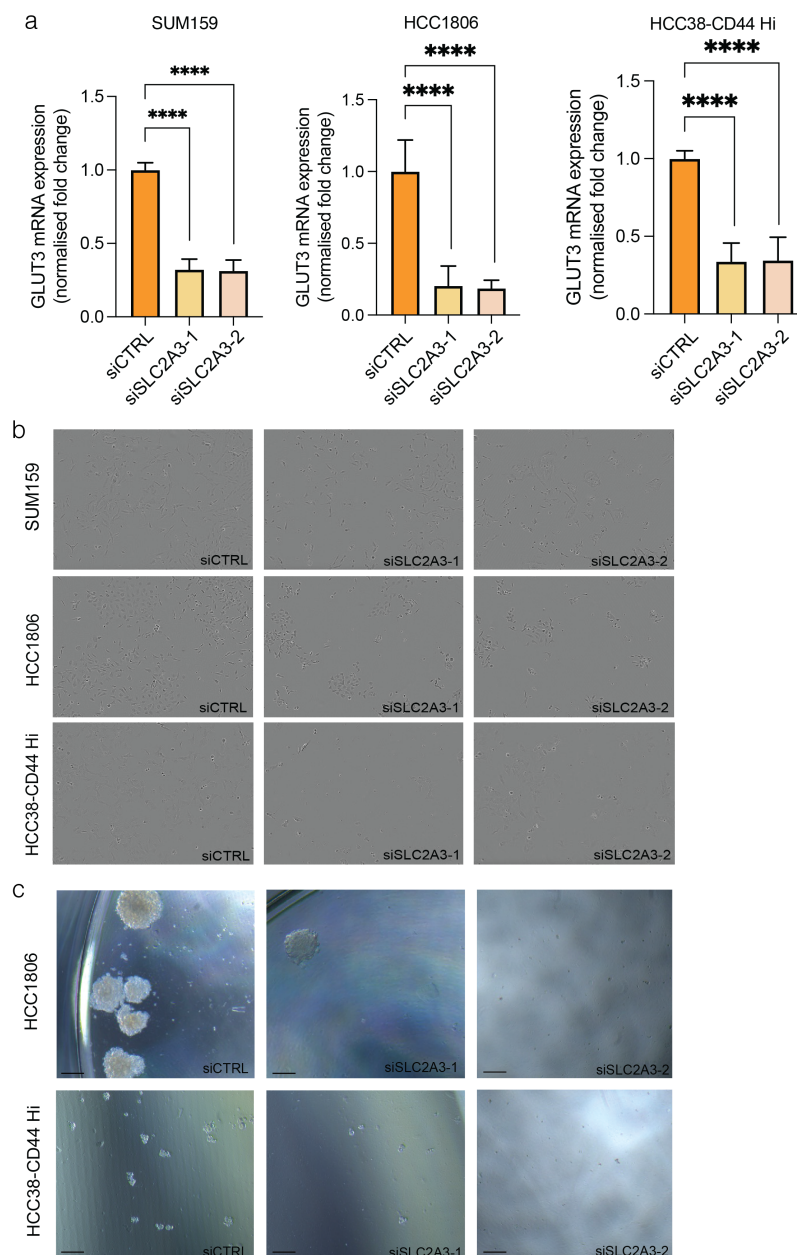 a
SUM159
HCC1806
HCC38-CD44 Hi
GLUT3 mRNA expression
(normalised fold change)
1.5
1.0
0.5
0.0
****
****
siCTRL
siSLC2A3-1
siSLC2A3-2
GLUT3 mRNA expression
(normalised fold change)
1.5
1.0
0.5
0.0
****
****
siCTRL
siSLC2A3-1
siSLC2A3-2
GLUT3 mRNA expression
(normalised fold change)
1.5
1.0
0.5
0.0
****
****
siCTRL
siSLC2A3-1
siSLC2A3-2
b
SUM159
siCTRL
siSLC2A3-1
siSLC2A3-2
HCC1806
siCTRL
siSLC2A3-1
siSLC2A3-2
HCC38-CD44 Hi
siCTRL
siSLC2A3-1
siSLC2A3-2
c
HCC1806
siCTRL
siSLC2A3-1
siSLC2A3-2
HCC38-CD44 Hi
siCTRL
siSLC2A3-1
siSLC2A3-2